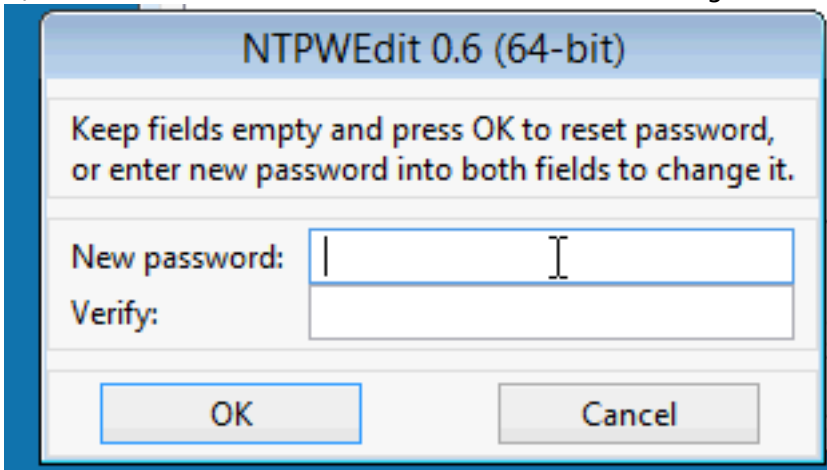 NTPWEdit 0.6 (64-bit)
Keep fields empty and press OK to reset password,
or enter new password into both fields to change it.
New password:
Verify:
OK
Cancel